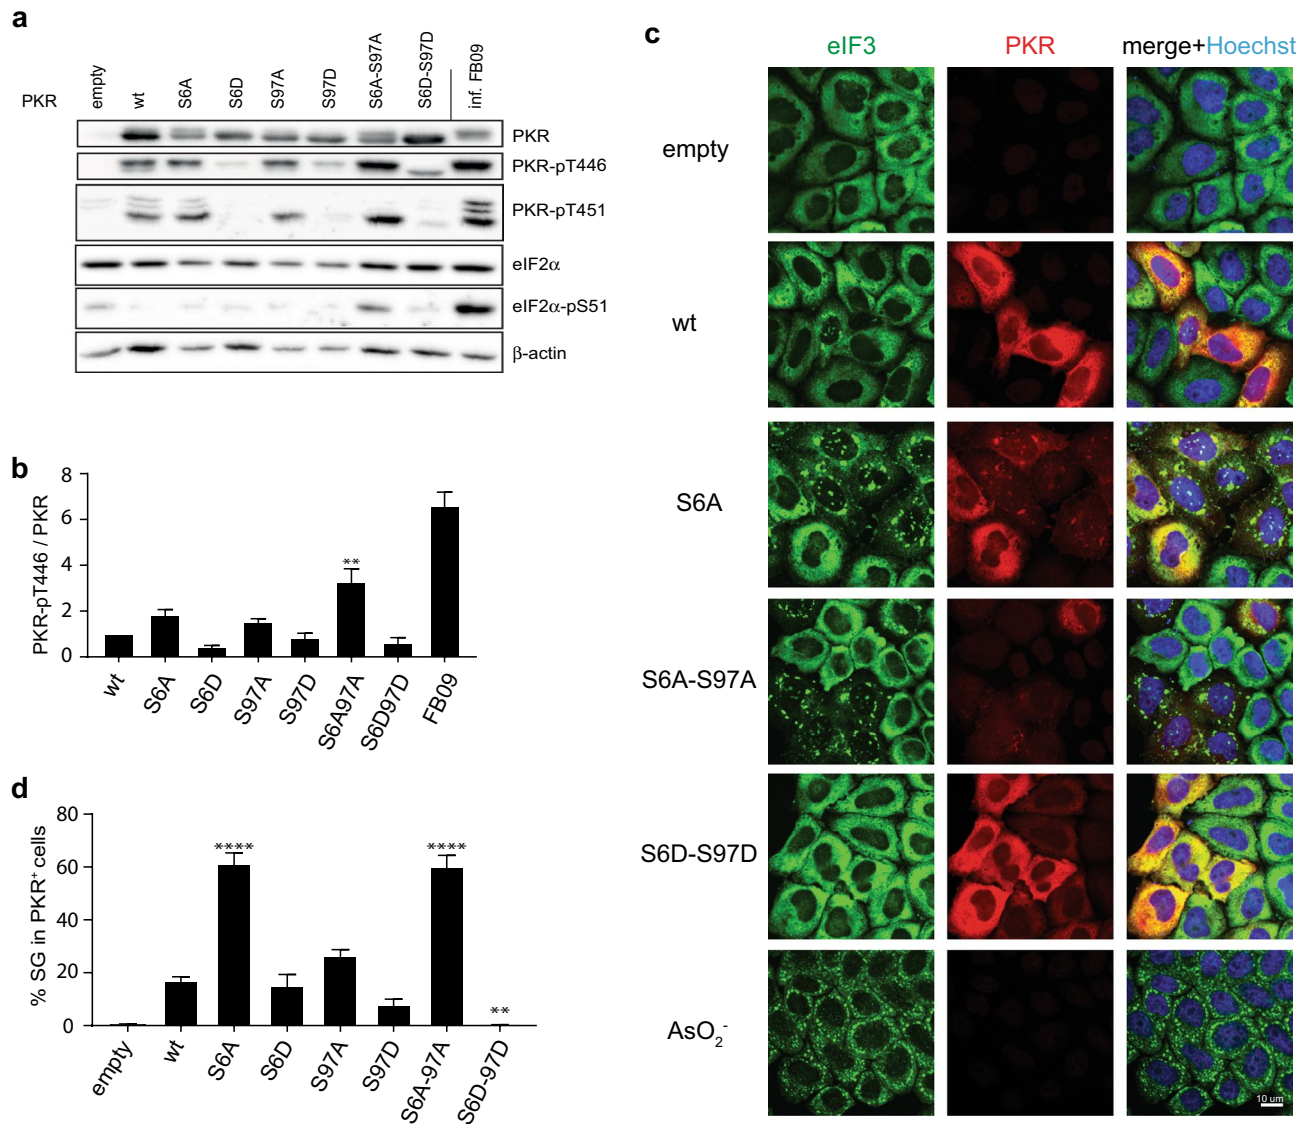 a
PKR
empty
wt
S6A
S6D
S97A
S97D
S6A-S97A
S6D-S97D
inf. FB09
PKR
PKR-pT446
PKR-pT451
eIF2α
eIF2α-pS51
β-actin
b
PKR-pT446 / PKR
8
6
4
2
0
wt
S6A
S6D
S97A
S97D
S6A97A
S6D97D
FB09
**
d
% SG in PKR+ cells
80
60
40
20
0
empty
wt
S6A
S6D
S97A
S97D
S6A-97A
S6D-97D
****
****
**
c
eIF3
PKR
merge+Hoechst
empty
wt
S6A
S6A-S97A
S6D-S97D
AsO2-
10 um